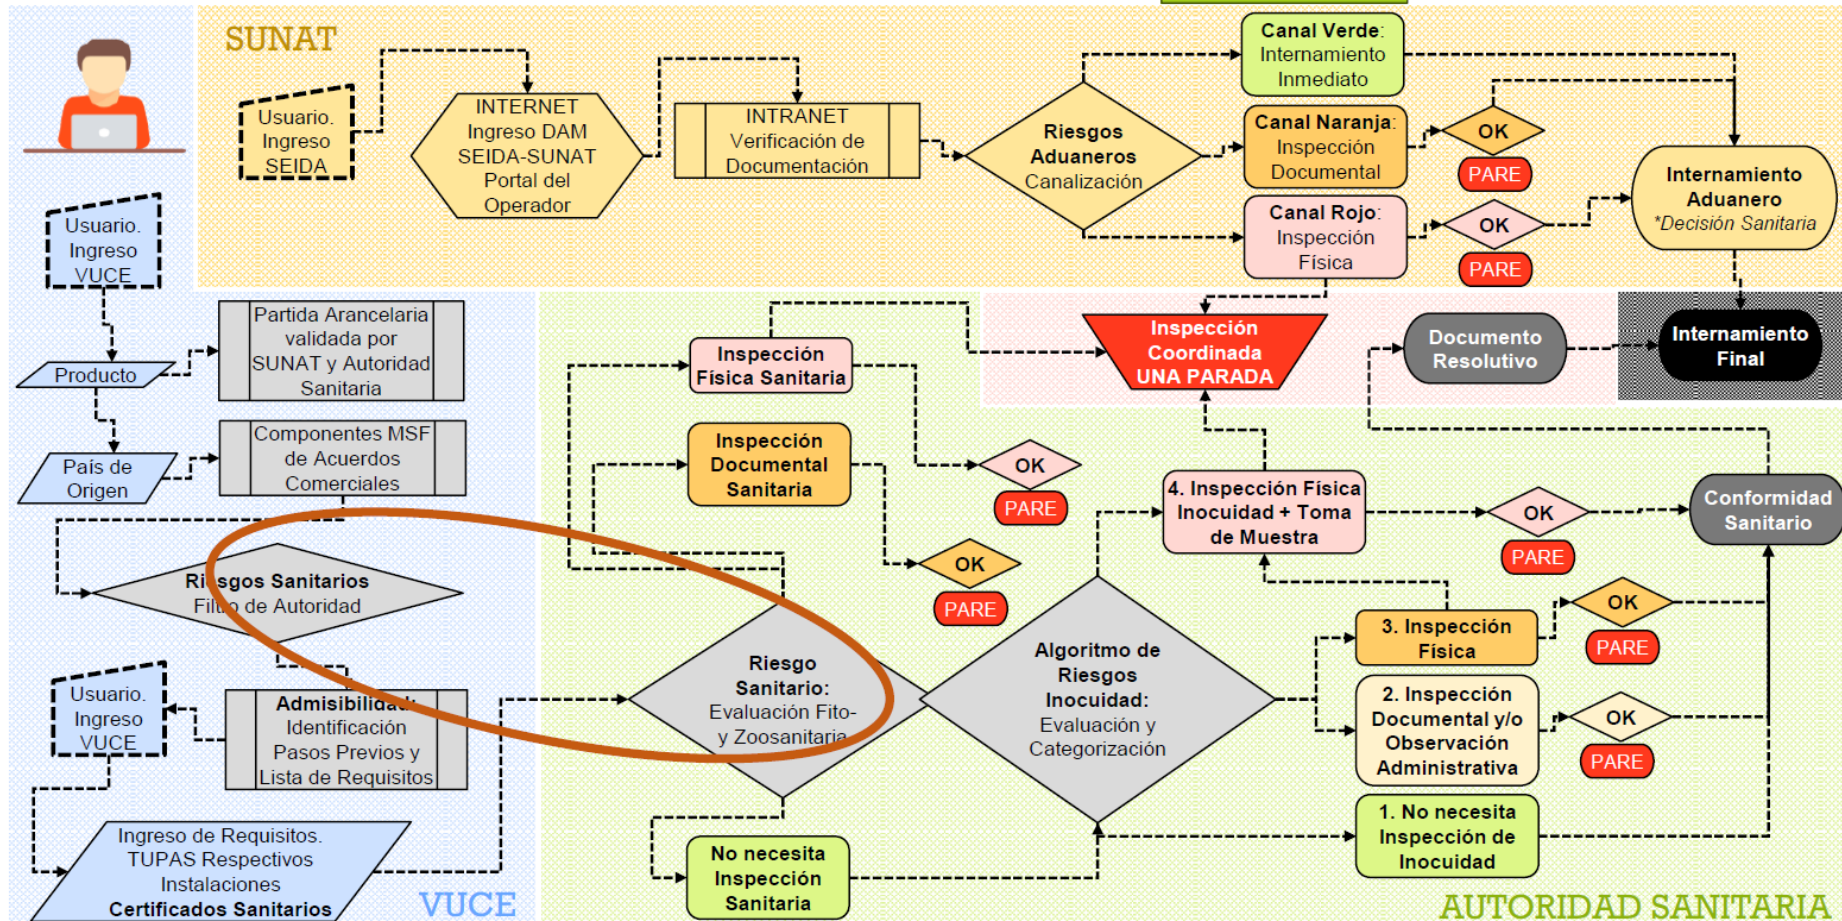 SUNAT
Usuario.
Ingreso
SEIDA
INTERNET
Ingreso DAM
SEIDA-SUNAT
Portal del
Operador
INTRANET
Verificación de
Documentación
Riesgos
Aduaneros
Canalización
Canal Verde:
Internamiento
Inmediato
Canal Naranja:
Inspección
Documental
OK
PARE
Canal Rojo:
Inspección
Física
OK
PARE
Internamiento
Aduanero
*Decisión Sanitaria
Usuario.
Ingreso
VUCE
Producto
Partida Arancelaria
validada por
SUNAT y Autoridad
Sanitaria
País de
Origen
Componentes MSF
de Acuerdos
Comerciales
Riesgos Sanitarios
Filtro de Autoridad
Usuario.
Ingreso
VUCE
Admisibilidad:
Identificación
Pasos Previos y
Lista de Requisitos
Ingreso de Requisitos.
TUPAS Respectivos
Instalaciones
Certificados Sanitarios
VUCE
Inspección
Física Sanitaria
OK
PARE
Inspección
Documental
Sanitaria
OK
PARE
Riesgo
Sanitario:
Evaluación Fito-
y Zoosanitaria
No necesita
Inspección
Sanitaria
Algoritmo de
Riesgos
Inocuidad:
Evaluación y
Categorización
Inspección
Coordinada
UNA PARADA
Documento
Resolutivo
Internamiento
Final
4. Inspección Física
Inocuidad + Toma
de Muestra
OK
PARE
Conformidad
Sanitario
3. Inspección
Física
OK
PARE
2. Inspección
Documental y/o
Observación
Administrativa
OK
PARE
1. No necesita
Inspección de
Inocuidad
AUTORIDAD SANITARIA